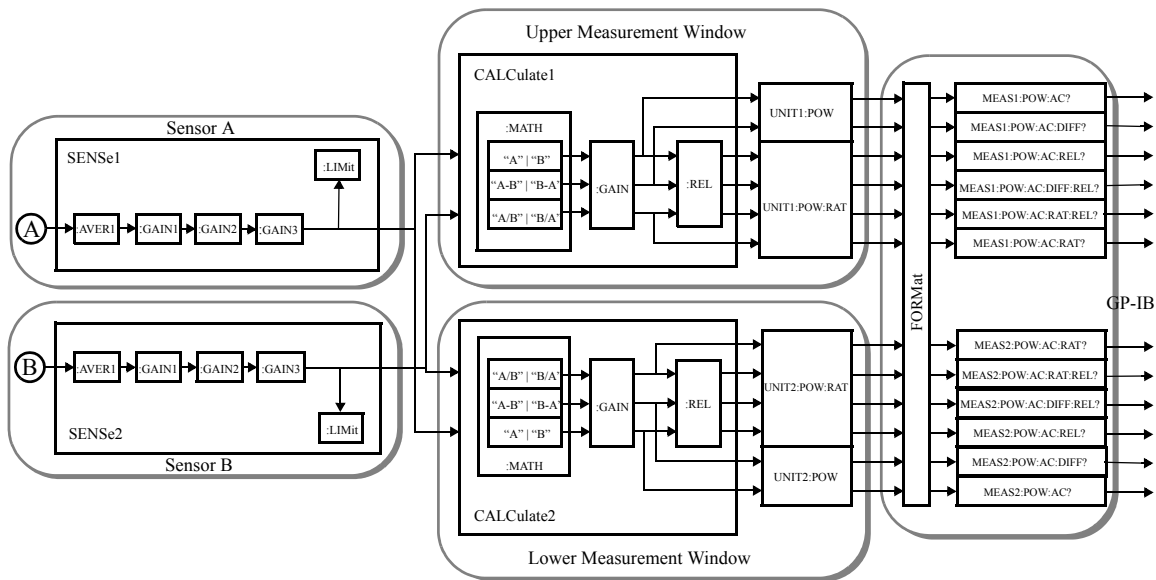 Upper Measurement Window
CALCulate1
:MATH
“A” | “B”
“A-B” | “B-A”
“A/B” | “B/A”
:GAIN
:REL
UNIT1:POW
UNIT1:POW:RAT
Sensor A
SENSe1
:LIMit
A
:AVER1
:GAIN1
:GAIN2
:GAIN3
Sensor B
SENSe2
:LIMit
B
:AVER1
:GAIN1
:GAIN2
:GAIN3
CALCulate2
“A/B” | “B/A”
“A-B” | “B-A”
“A” | “B”
:MATH
:GAIN
:REL
UNIT2:POW:RAT
UNIT2:POW
Lower Measurement Window
FORMat
MEAS1:POW:AC?
MEAS1:POW:AC:DIFF?
MEAS1:POW:AC:REL?
MEAS1:POW:AC:DIFF:REL?
MEAS1:POW:AC:RAT:REL?
MEAS1:POW:AC:RAT?
GP-IB
MEAS2:POW:AC:RAT?
MEAS2:POW:AC:RAT:REL?
MEAS2:POW:AC:DIFF:REL?
MEAS2:POW:AC:REL?
MEAS2:POW:AC:DIFF?
MEAS2:POW:AC?